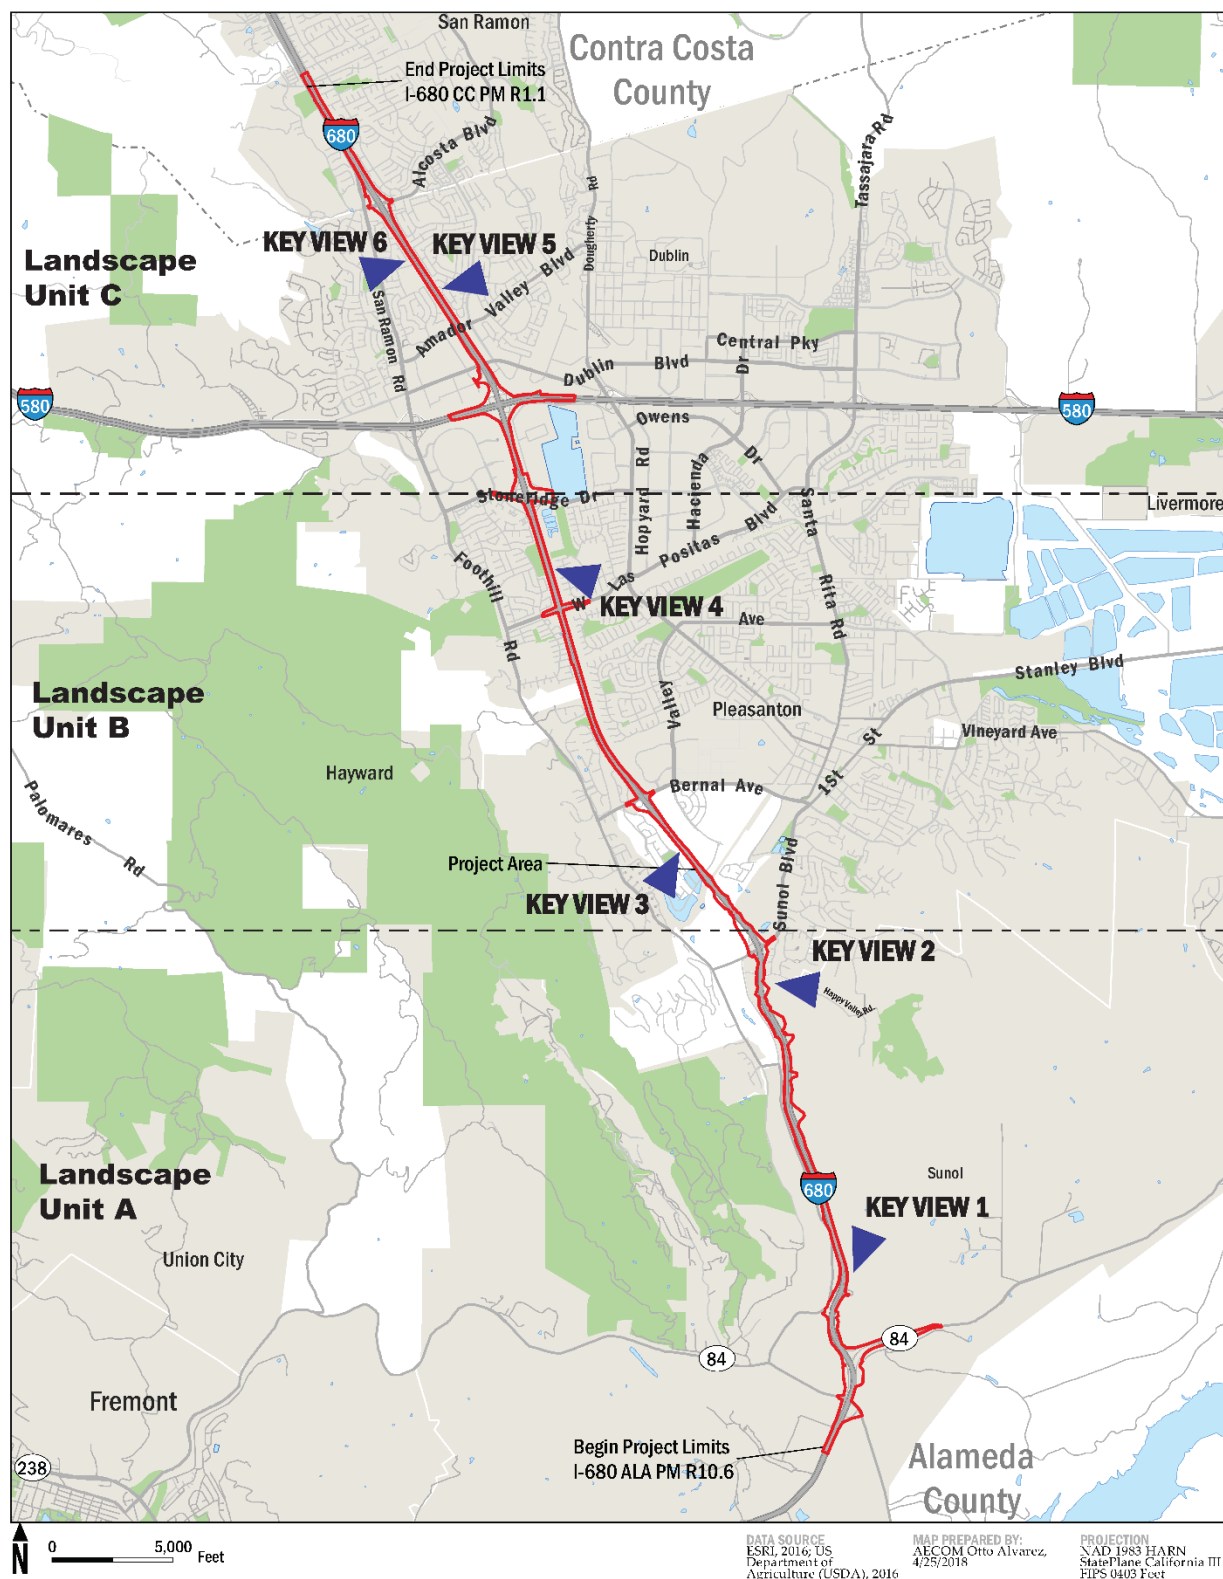 San Ramon
Contra Costa
County
End Project Limits
I-680 CC PM R1.1
680
Alcosta Blvd
Tassajara Rd
Dougherty Rd
KEY VIEW 6
KEY VIEW 5
Dublin
Landscape
Unit C
San Ramon Rd
Amador Valley Blvd
Central Pky
Dublin Blvd
Dr
580
580
Owens Dr
Hopyard Rd
Hacienda
Stoneridge Dr
Santa Rita Rd
Livermore
W Las Positas Blvd
Foothill Rd
KEY VIEW 4
Ave
Stanley Blvd
Landscape
Unit B
Valley
Pleasanton
1St St
Vineyard Ave
Hayward
Palomares Rd
Bernal Ave
Project Area
Sunol Blvd
KEY VIEW 3
KEY VIEW 2
Happy Valley Rd
Landscape
Unit A
Sunol
680
KEY VIEW 1
Union City
84
84
Fremont
Begin Project Limits
I-680 ALA PM R10.6
Alameda
County
238
N
0 5,000 Feet
DATA SOURCE
ESRI, 2016; US
Department of
Agriculture (USDA), 2016
MAP PREPARED BY:
AECOM Otto Alvarez,
4/25/2018
PROJECTION
NAD 1983 HARN
StatePlane California III
FIPS 0403 Feet